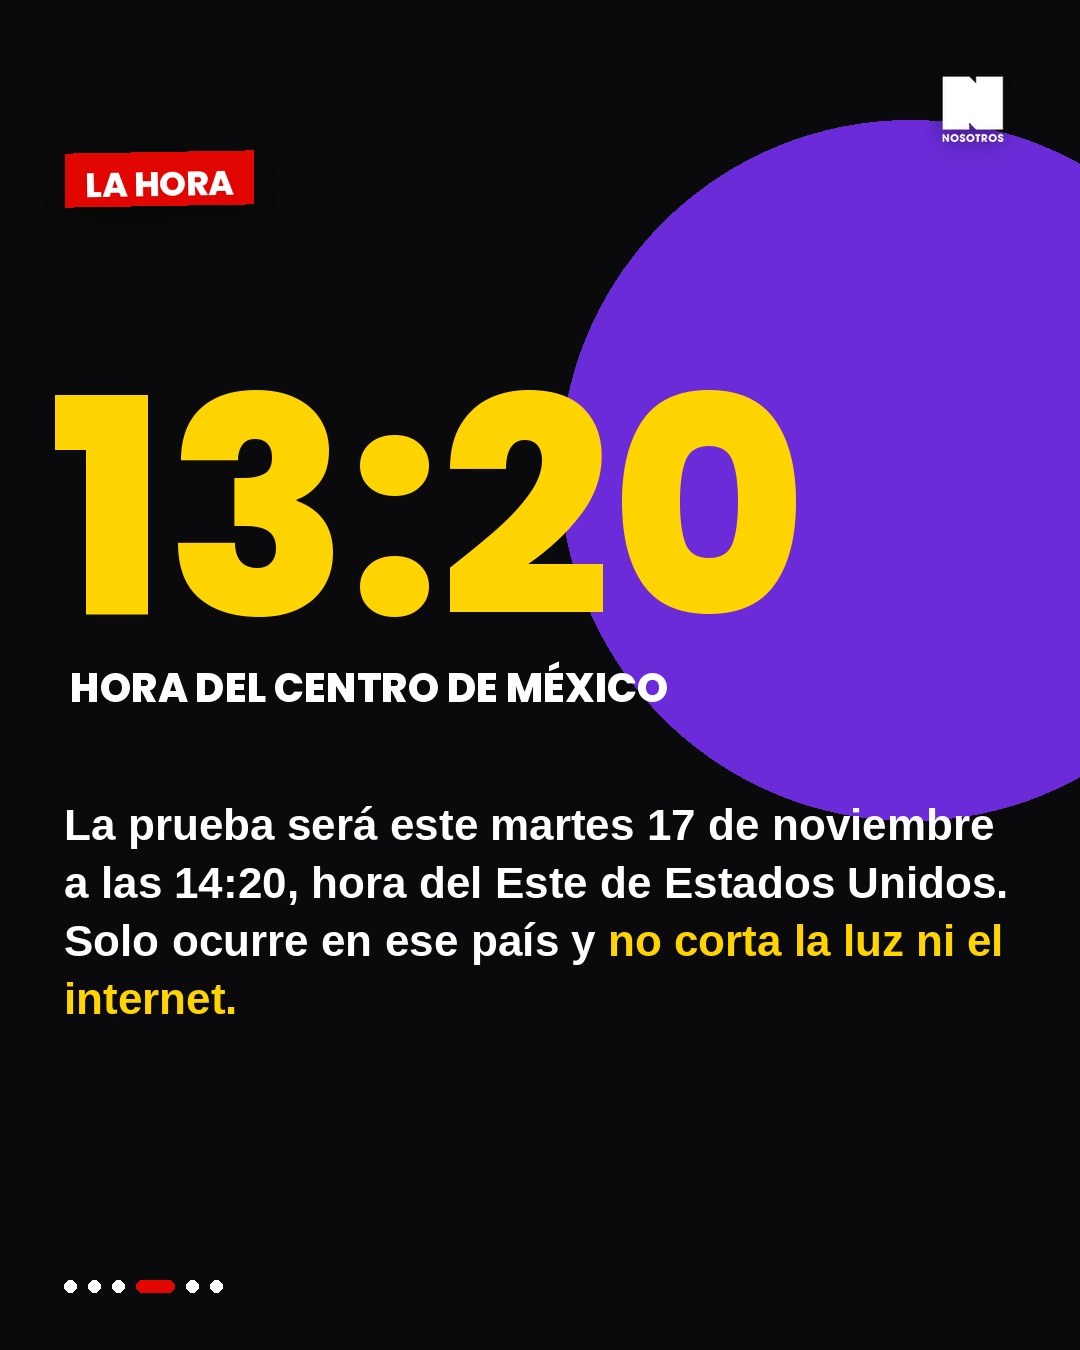 NOSOTROS
LA HORA
13:20
HORA DEL CENTRO DE MÉXICO
La prueba será este martes 17 de noviembre
a las 14:20, hora del Este de Estados Unidos.
Solo ocurre en ese país y no corta la luz ni el
internet.